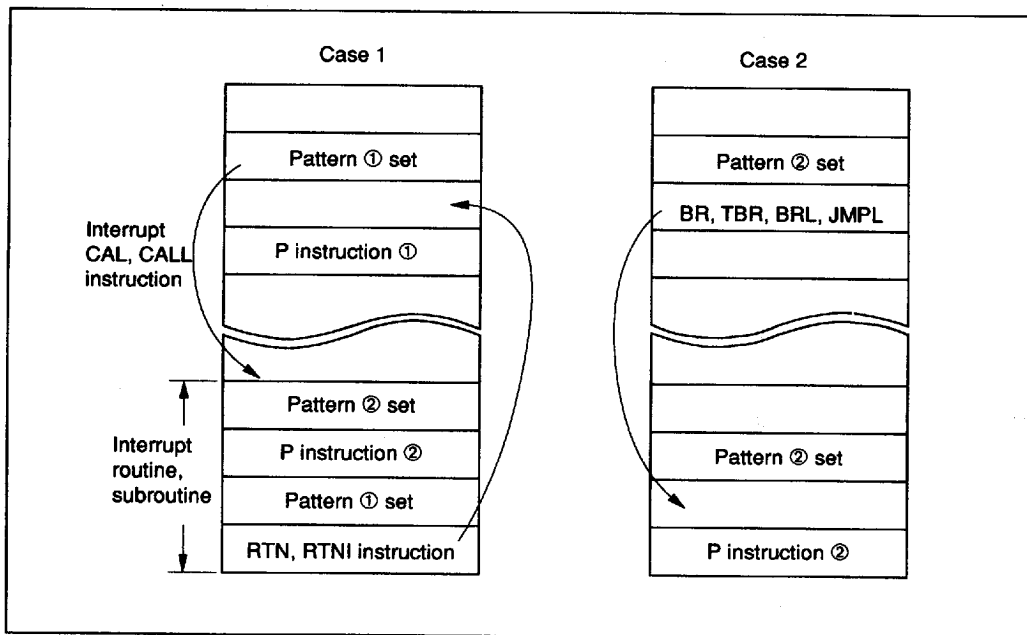 Case 1
Pattern ① set
P instruction ①
Interrupt
CAL, CALL
instruction
Pattern ② set
P instruction ②
Pattern ① set
RTN, RTNI instruction
Interrupt
routine,
subroutine
Case 2
Pattern ② set
BR, TBR, BRL, JMPL
Pattern ② set
P instruction ②